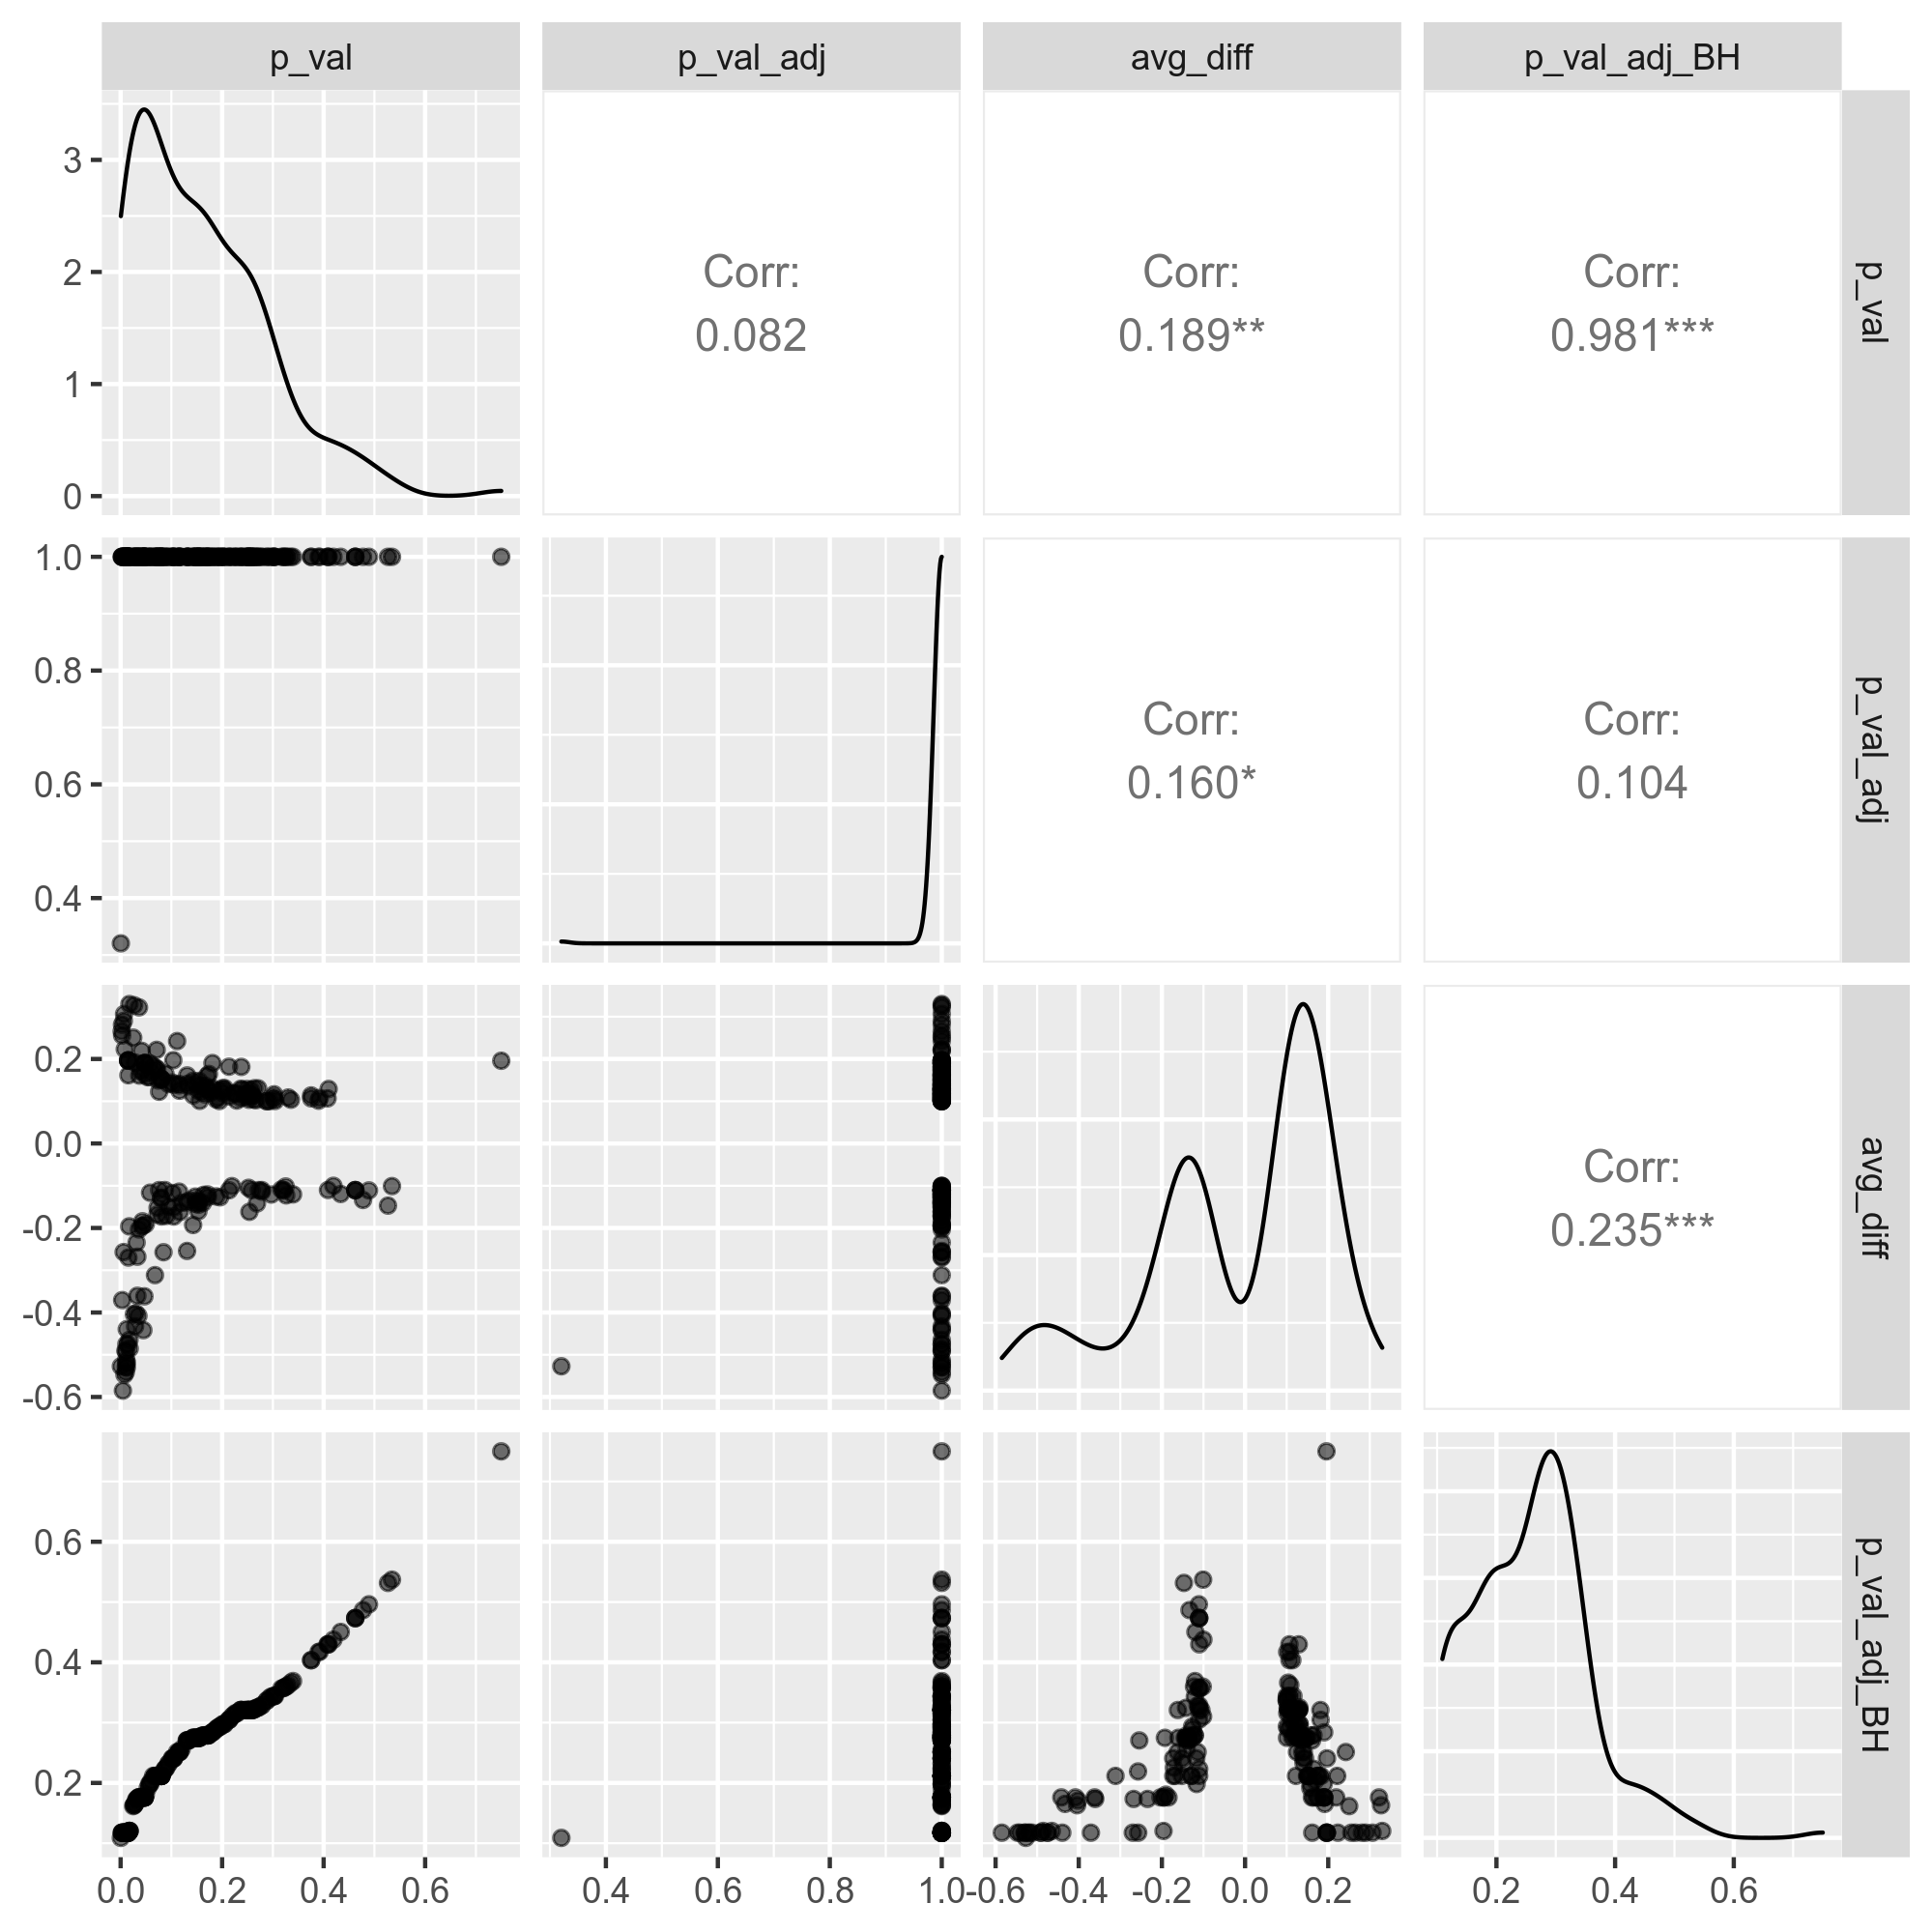 p_val p_val_adj avg_diff p_val_adj_BH
3
2
1
0
Corr:
0.082
Corr:
0.189**
Corr:
0.981***
p_val
1.0
0.8
0.6
0.4
Corr:
0.160*
Corr:
0.104
p_val_adj
0.2
0.0
-0.2
-0.4
-0.6
Corr:
0.235***
avg_diff
0.6
0.4
0.2
p_val_adj_BH
0.0 0.2 0.4 0.6 0.4 0.6 0.8 1.0 -0.6 -0.4 -0.2 0.0 0.2 0.2 0.4 0.6